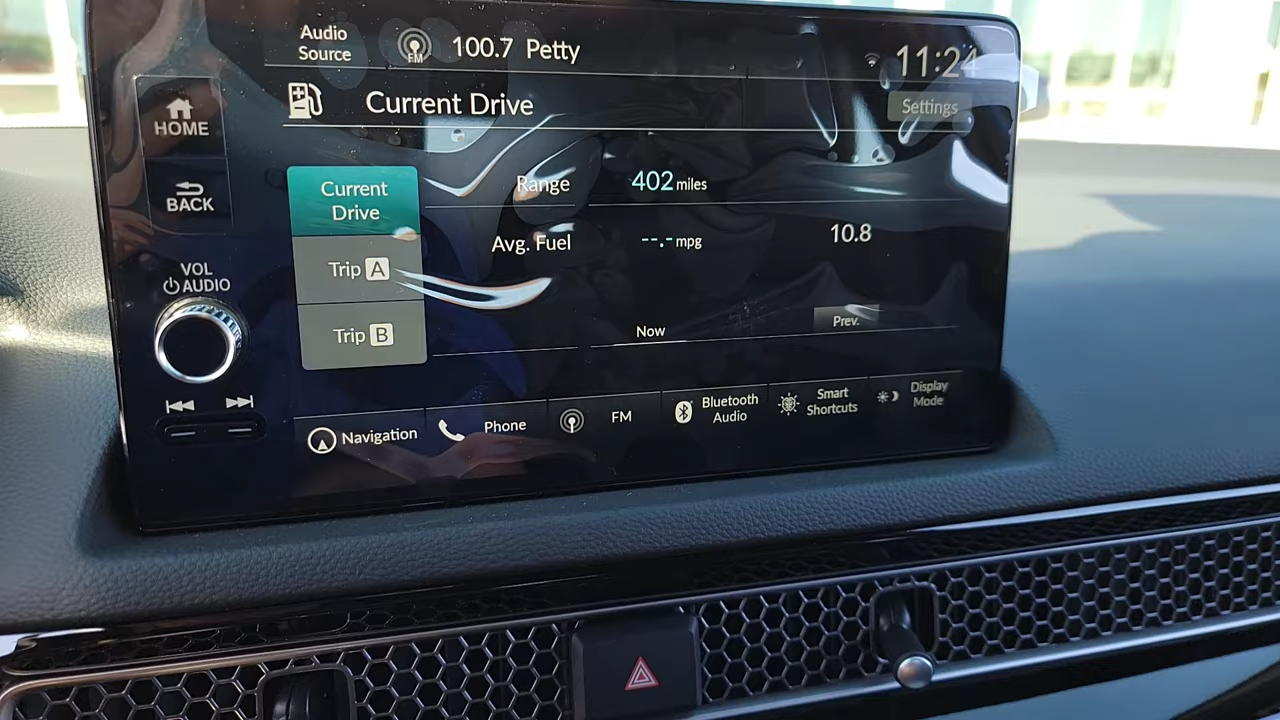 Audio
Source
FM
100.7 Petty
11:24
HOME
Current Drive
Settings
BACK
Current
Drive
Range
402 miles
Avg. Fuel
--.- mpg
10.8
Trip A
VOL
AUDIO
Trip B
Now
Prev.
Navigation
Phone
FM
Bluetooth
Audio
Smart
Shortcuts
Display
Mode